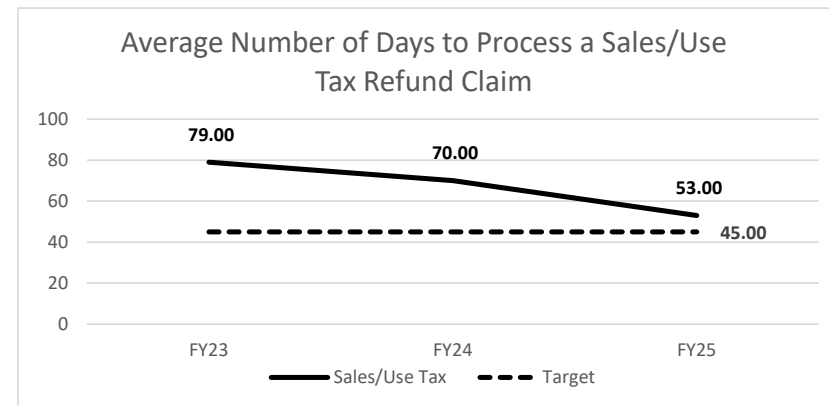 Average Number of Days to Process a Sales/Use
Tax Refund Claim
100
80
60
40
20
0
79.00
70.00
53.00
45.00
FY23
FY24
FY25
Sales/Use Tax
Target